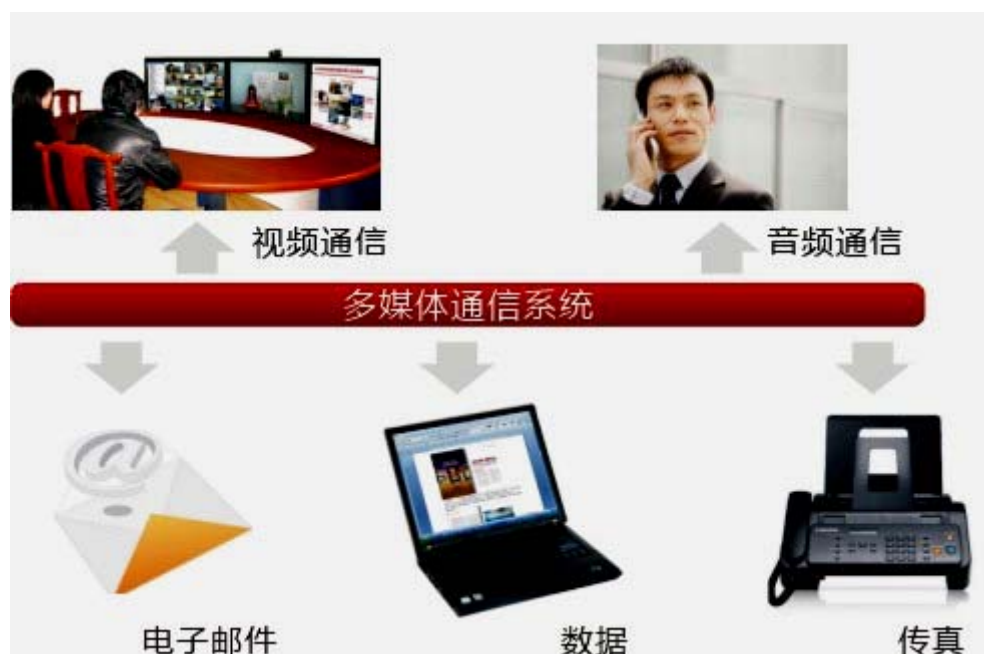 视频通信
音频通信
多媒体通信系统
@
电子邮件
数据
传真